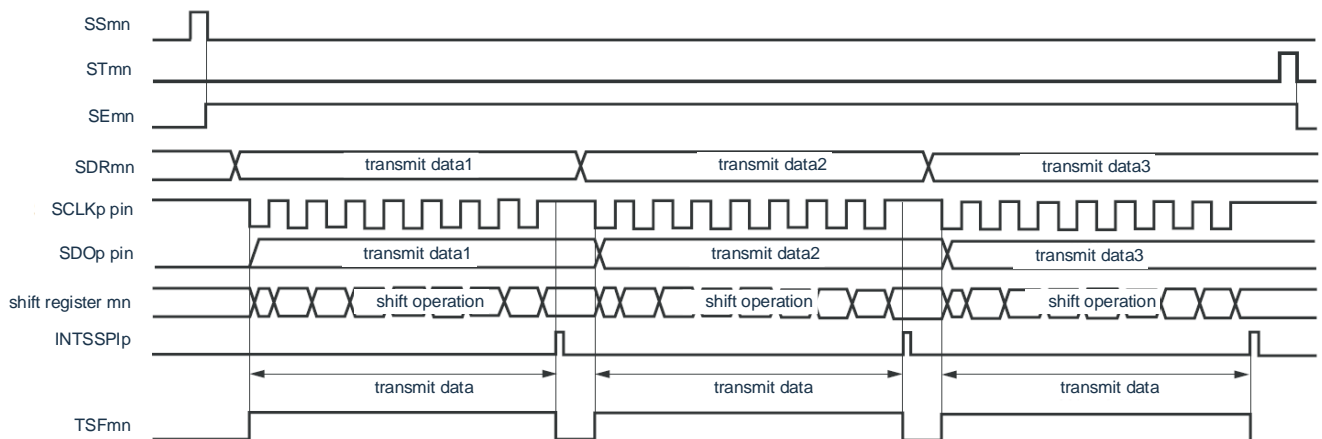 SSmn
STmn
SEmn
SDRmn transmit data1 transmit data2 transmit data3
SCLKp pin
SDOp pin transmit data1 transmit data2 transmit data3
shift register mn shift operation shift operation shift operation
INTSSPIp
transmit data transmit data transmit data
TSFmn